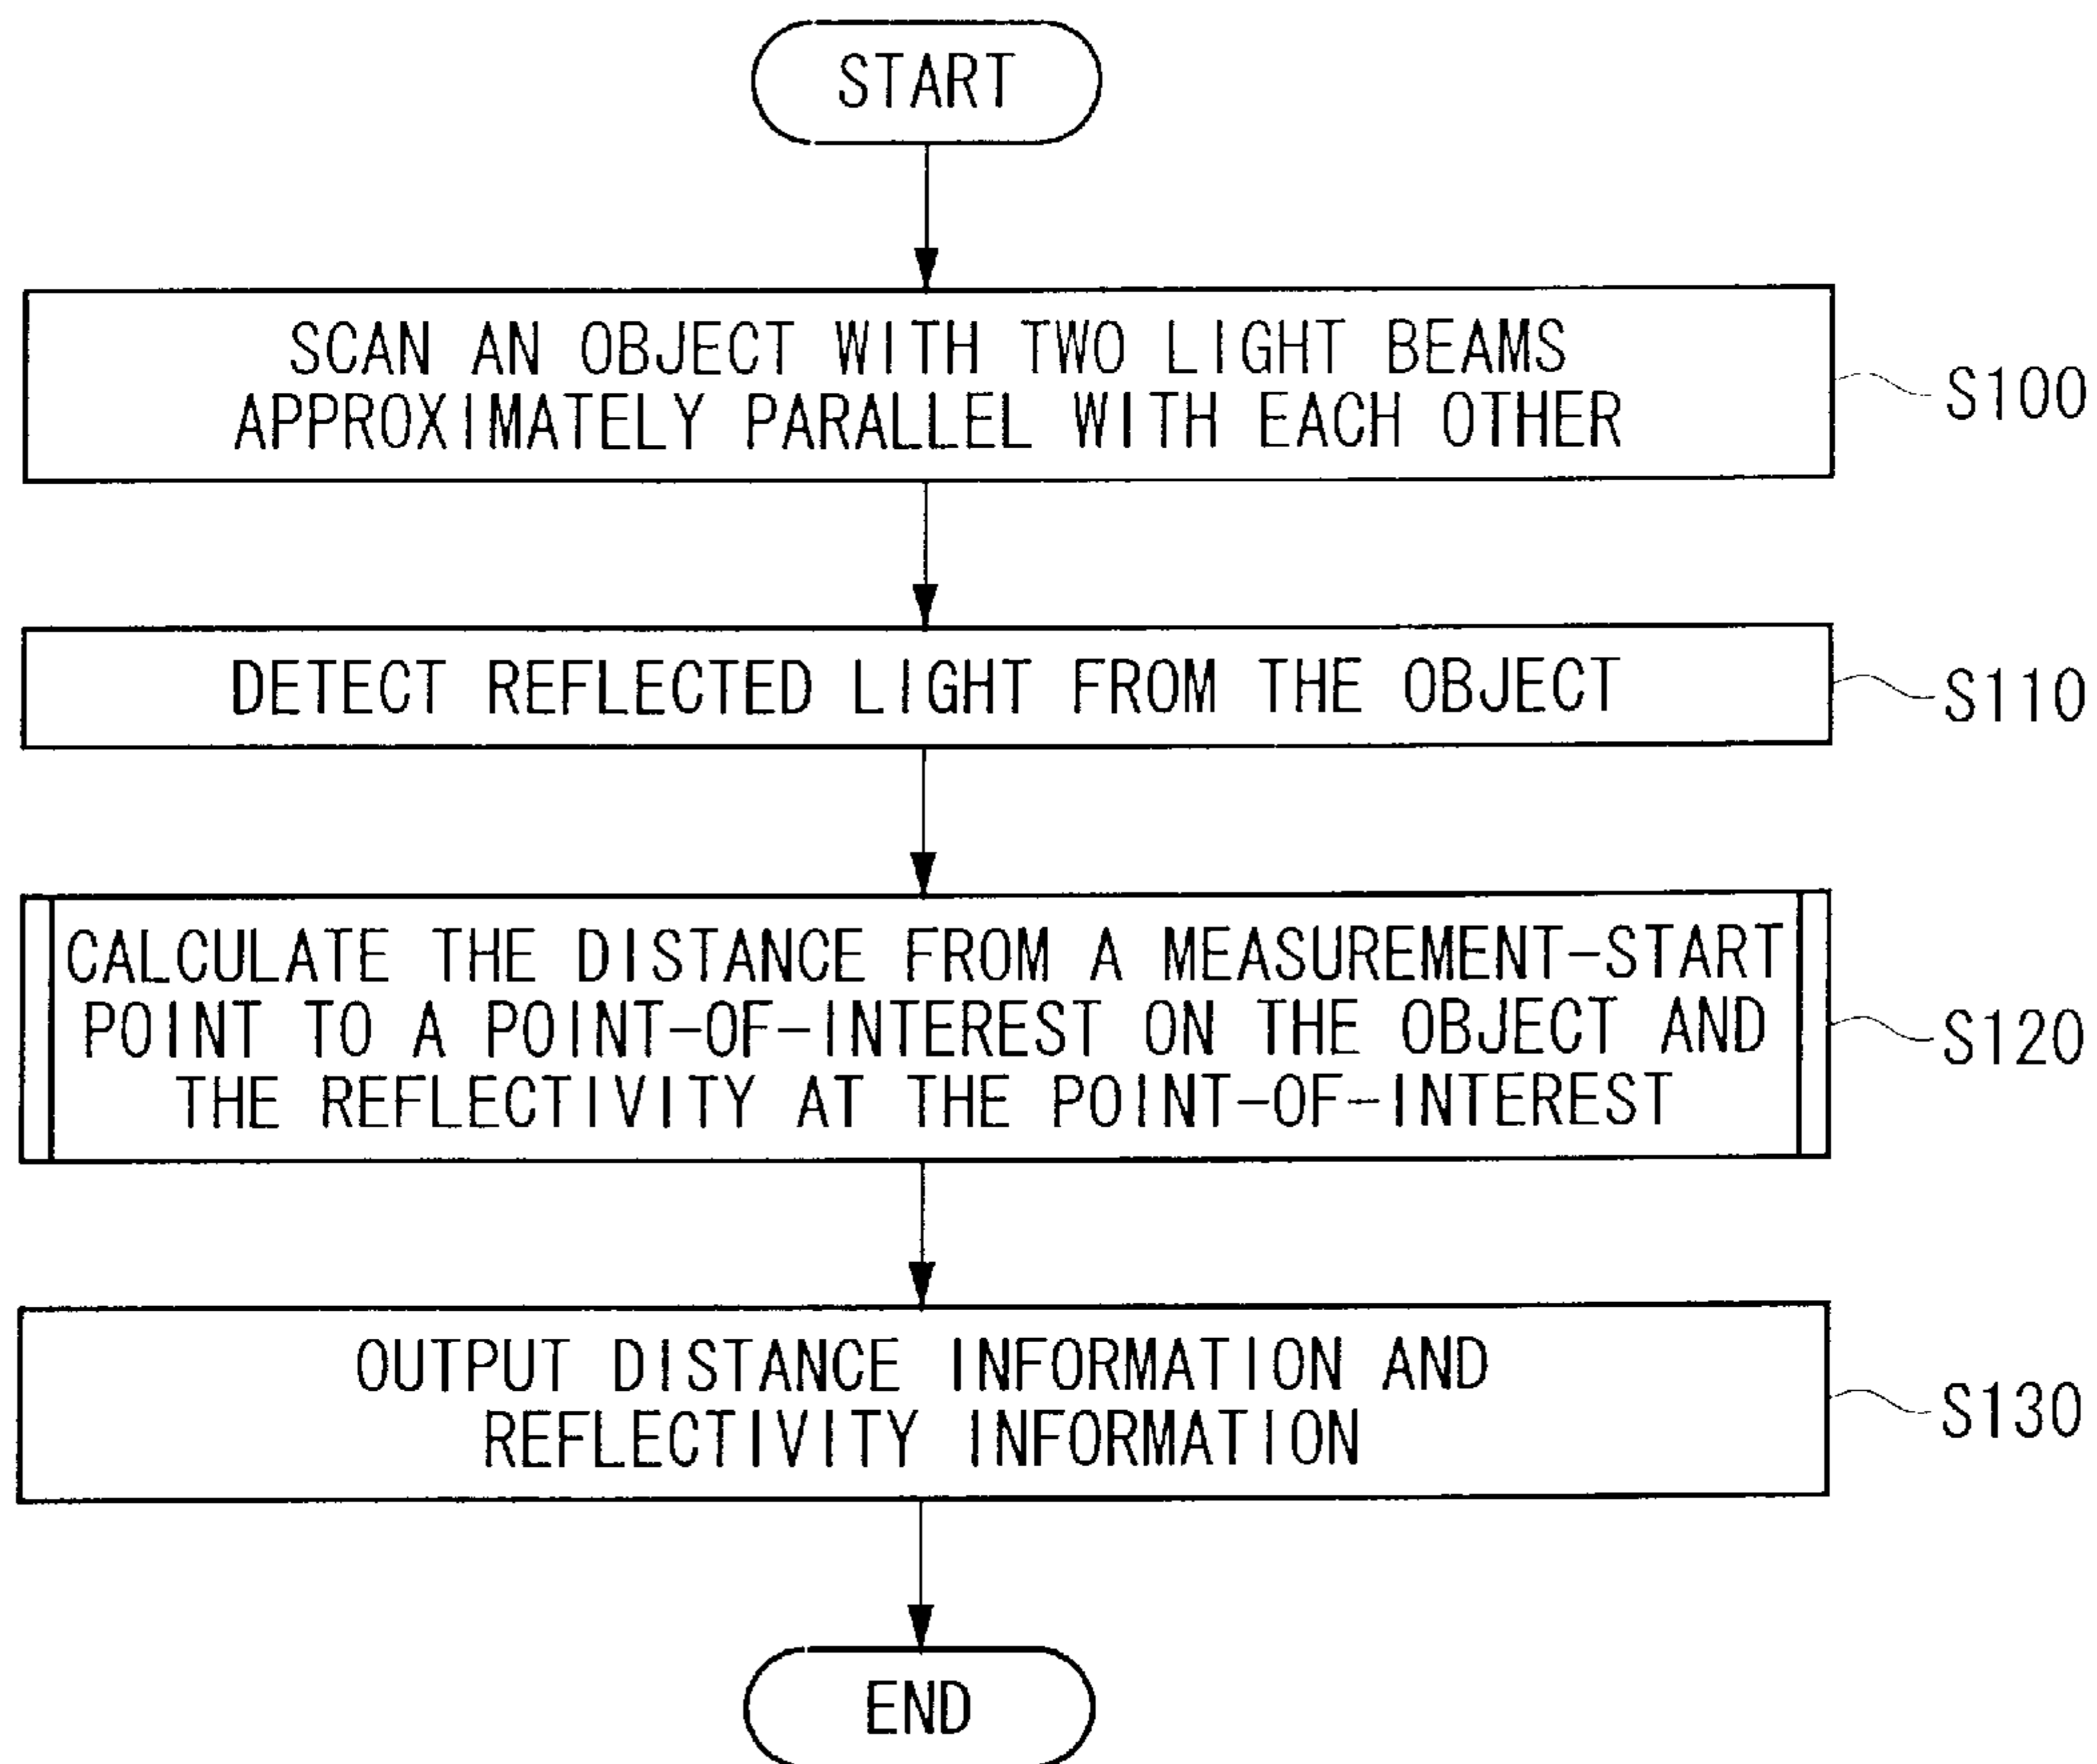 START
SCAN AN OBJECT WITH TWO LIGHT BEAMS
APPROXIMATELY PARALLEL WITH EACH OTHER
S100
DETECT REFLECTED LIGHT FROM THE OBJECT
S110
CALCULATE THE DISTANCE FROM A MEASUREMENT-START
POINT TO A POINT-OF-INTEREST ON THE OBJECT AND
THE REFLECTIVITY AT THE POINT-OF-INTEREST
S120
OUTPUT DISTANCE INFORMATION AND
REFLECTIVITY INFORMATION
S130
END